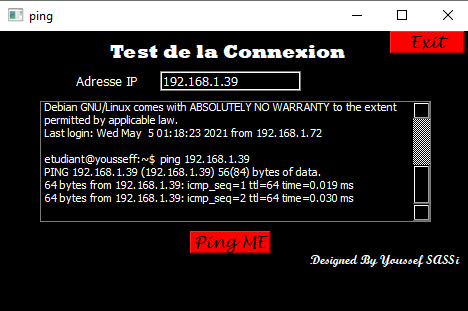 ping
Exit
Test de la Connexion
Adresse IP 192.168.1.39
Debian GNU/Linux comes with ABSOLUTELY NO WARRANTY to the extent
permitted by applicable law.
Last login: Wed May  5 01:18:23 2021 from 192.168.1.72
etudiant@yousseff:~$ ping 192.168.1.39
PING 192.168.1.39 (192.168.1.39) 56(84) bytes of data.
64 bytes from 192.168.1.39: icmp_seq=1 ttl=64 time=0.019 ms
64 bytes from 192.168.1.39: icmp_seq=2 ttl=64 time=0.030 ms
Ping ME
Designed By Youssef SASSi